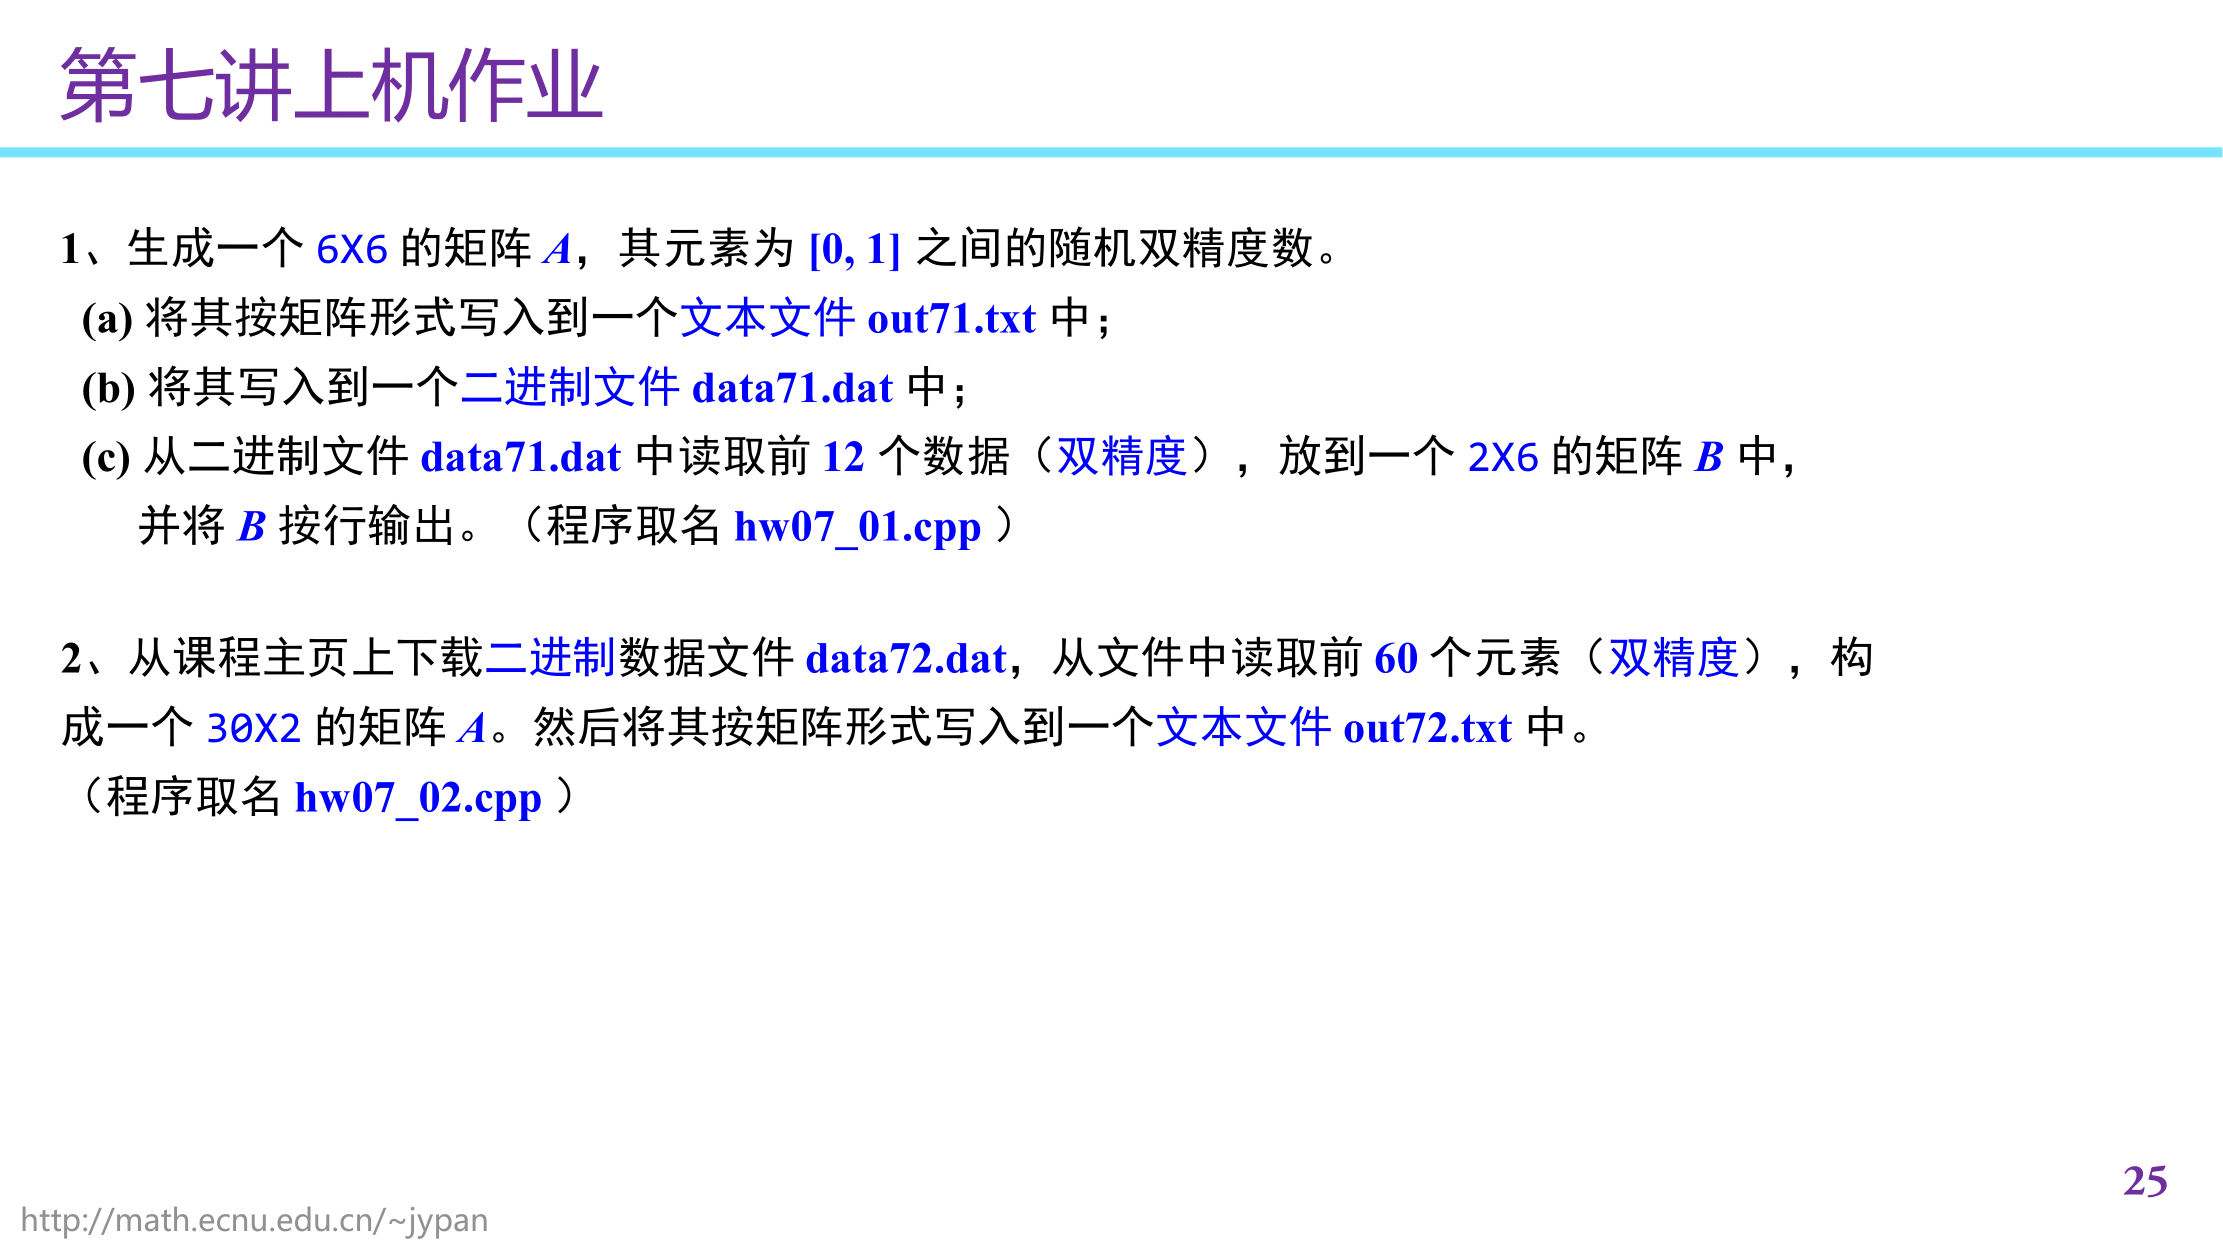 第七讲上机作业
1、生成一个 6X6 的矩阵 A，其元素为 [0, 1] 之间的随机双精度数。
(a) 将其按矩阵形式写入到一个文本文件 out71.txt 中；
(b) 将其写入到一个二进制文件 data71.dat 中；
(c) 从二进制文件 data71.dat 中读取前 12 个数据（双精度），放到一个 2X6 的矩阵 B 中，
并将 B 按行输出。（程序取名 hw07_01.cpp ）
2、从课程主页上下载二进制数据文件 data72.dat，从文件中读取前 60 个元素（双精度），构
成一个 30X2 的矩阵 A。然后将其按矩阵形式写入到一个文本文件 out72.txt 中。
（程序取名 hw07_02.cpp ）
25
http://math.ecnu.edu.cn/~jypan